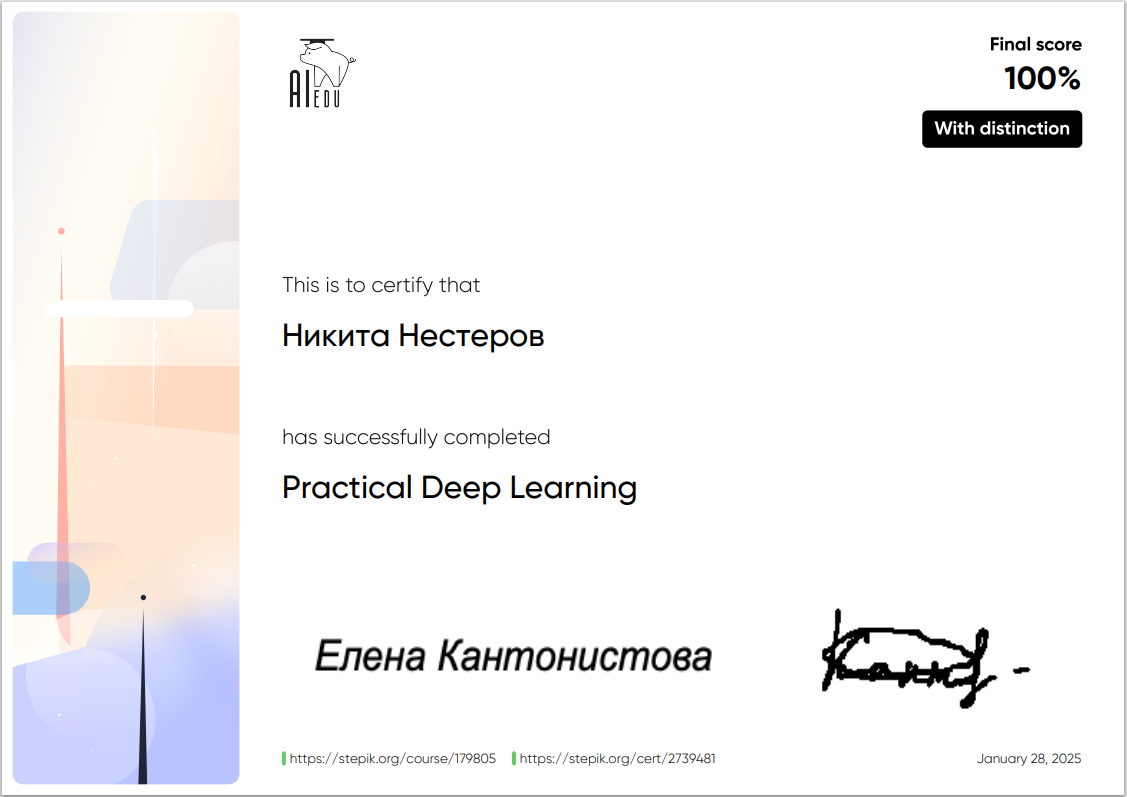 AI EDU
Final score
100%
With distinction
This is to certify that
Никита Нестеров
has successfully completed
Practical Deep Learning
Елена Кантонистова
https://stepik.org/course/179805 https://stepik.org/cert/2739481
January 28, 2025